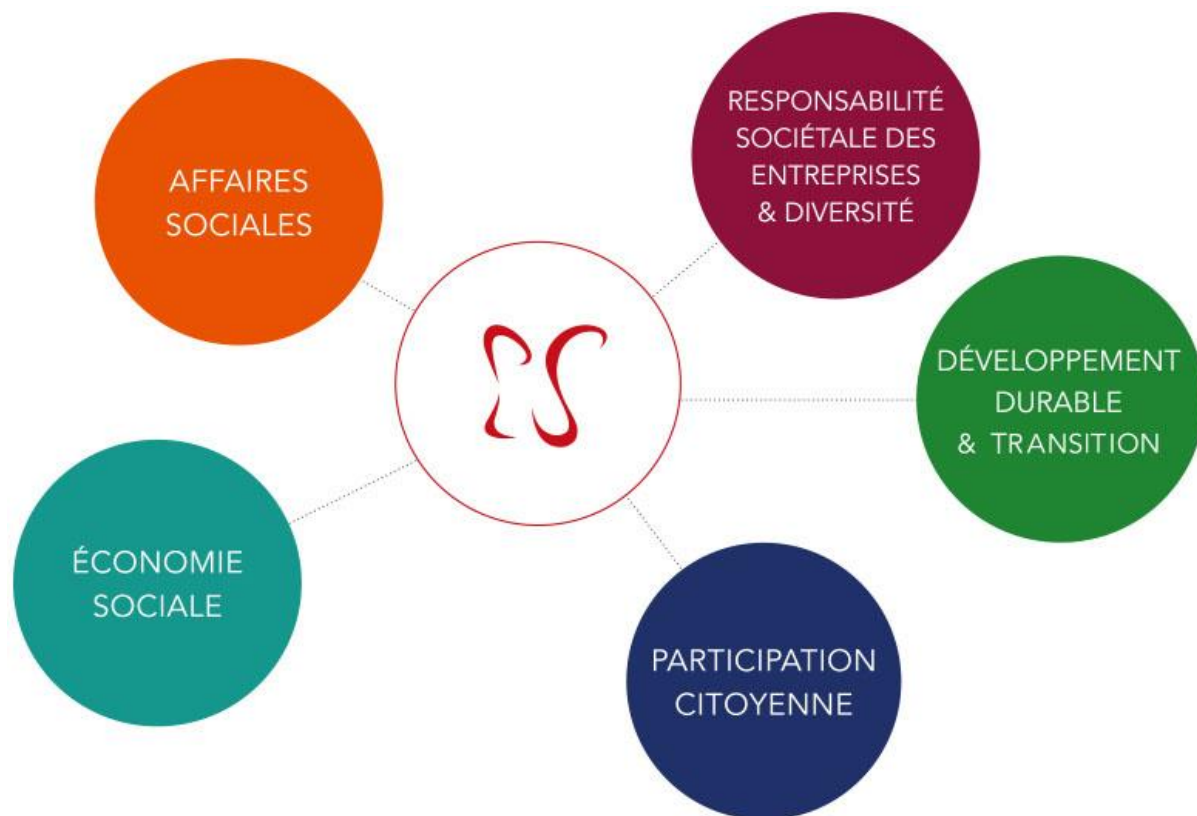 AFFAIRES
SOCIALES
RESPONSABILITÉ
SOCIÉTALE DES
ENTREPRISES
& DIVERSITÉ
DÉVELOPPEMENT
DURABLE
& TRANSITION
ÉCONOMIE
SOCIALE
PARTICIPATION
CITOYENNE